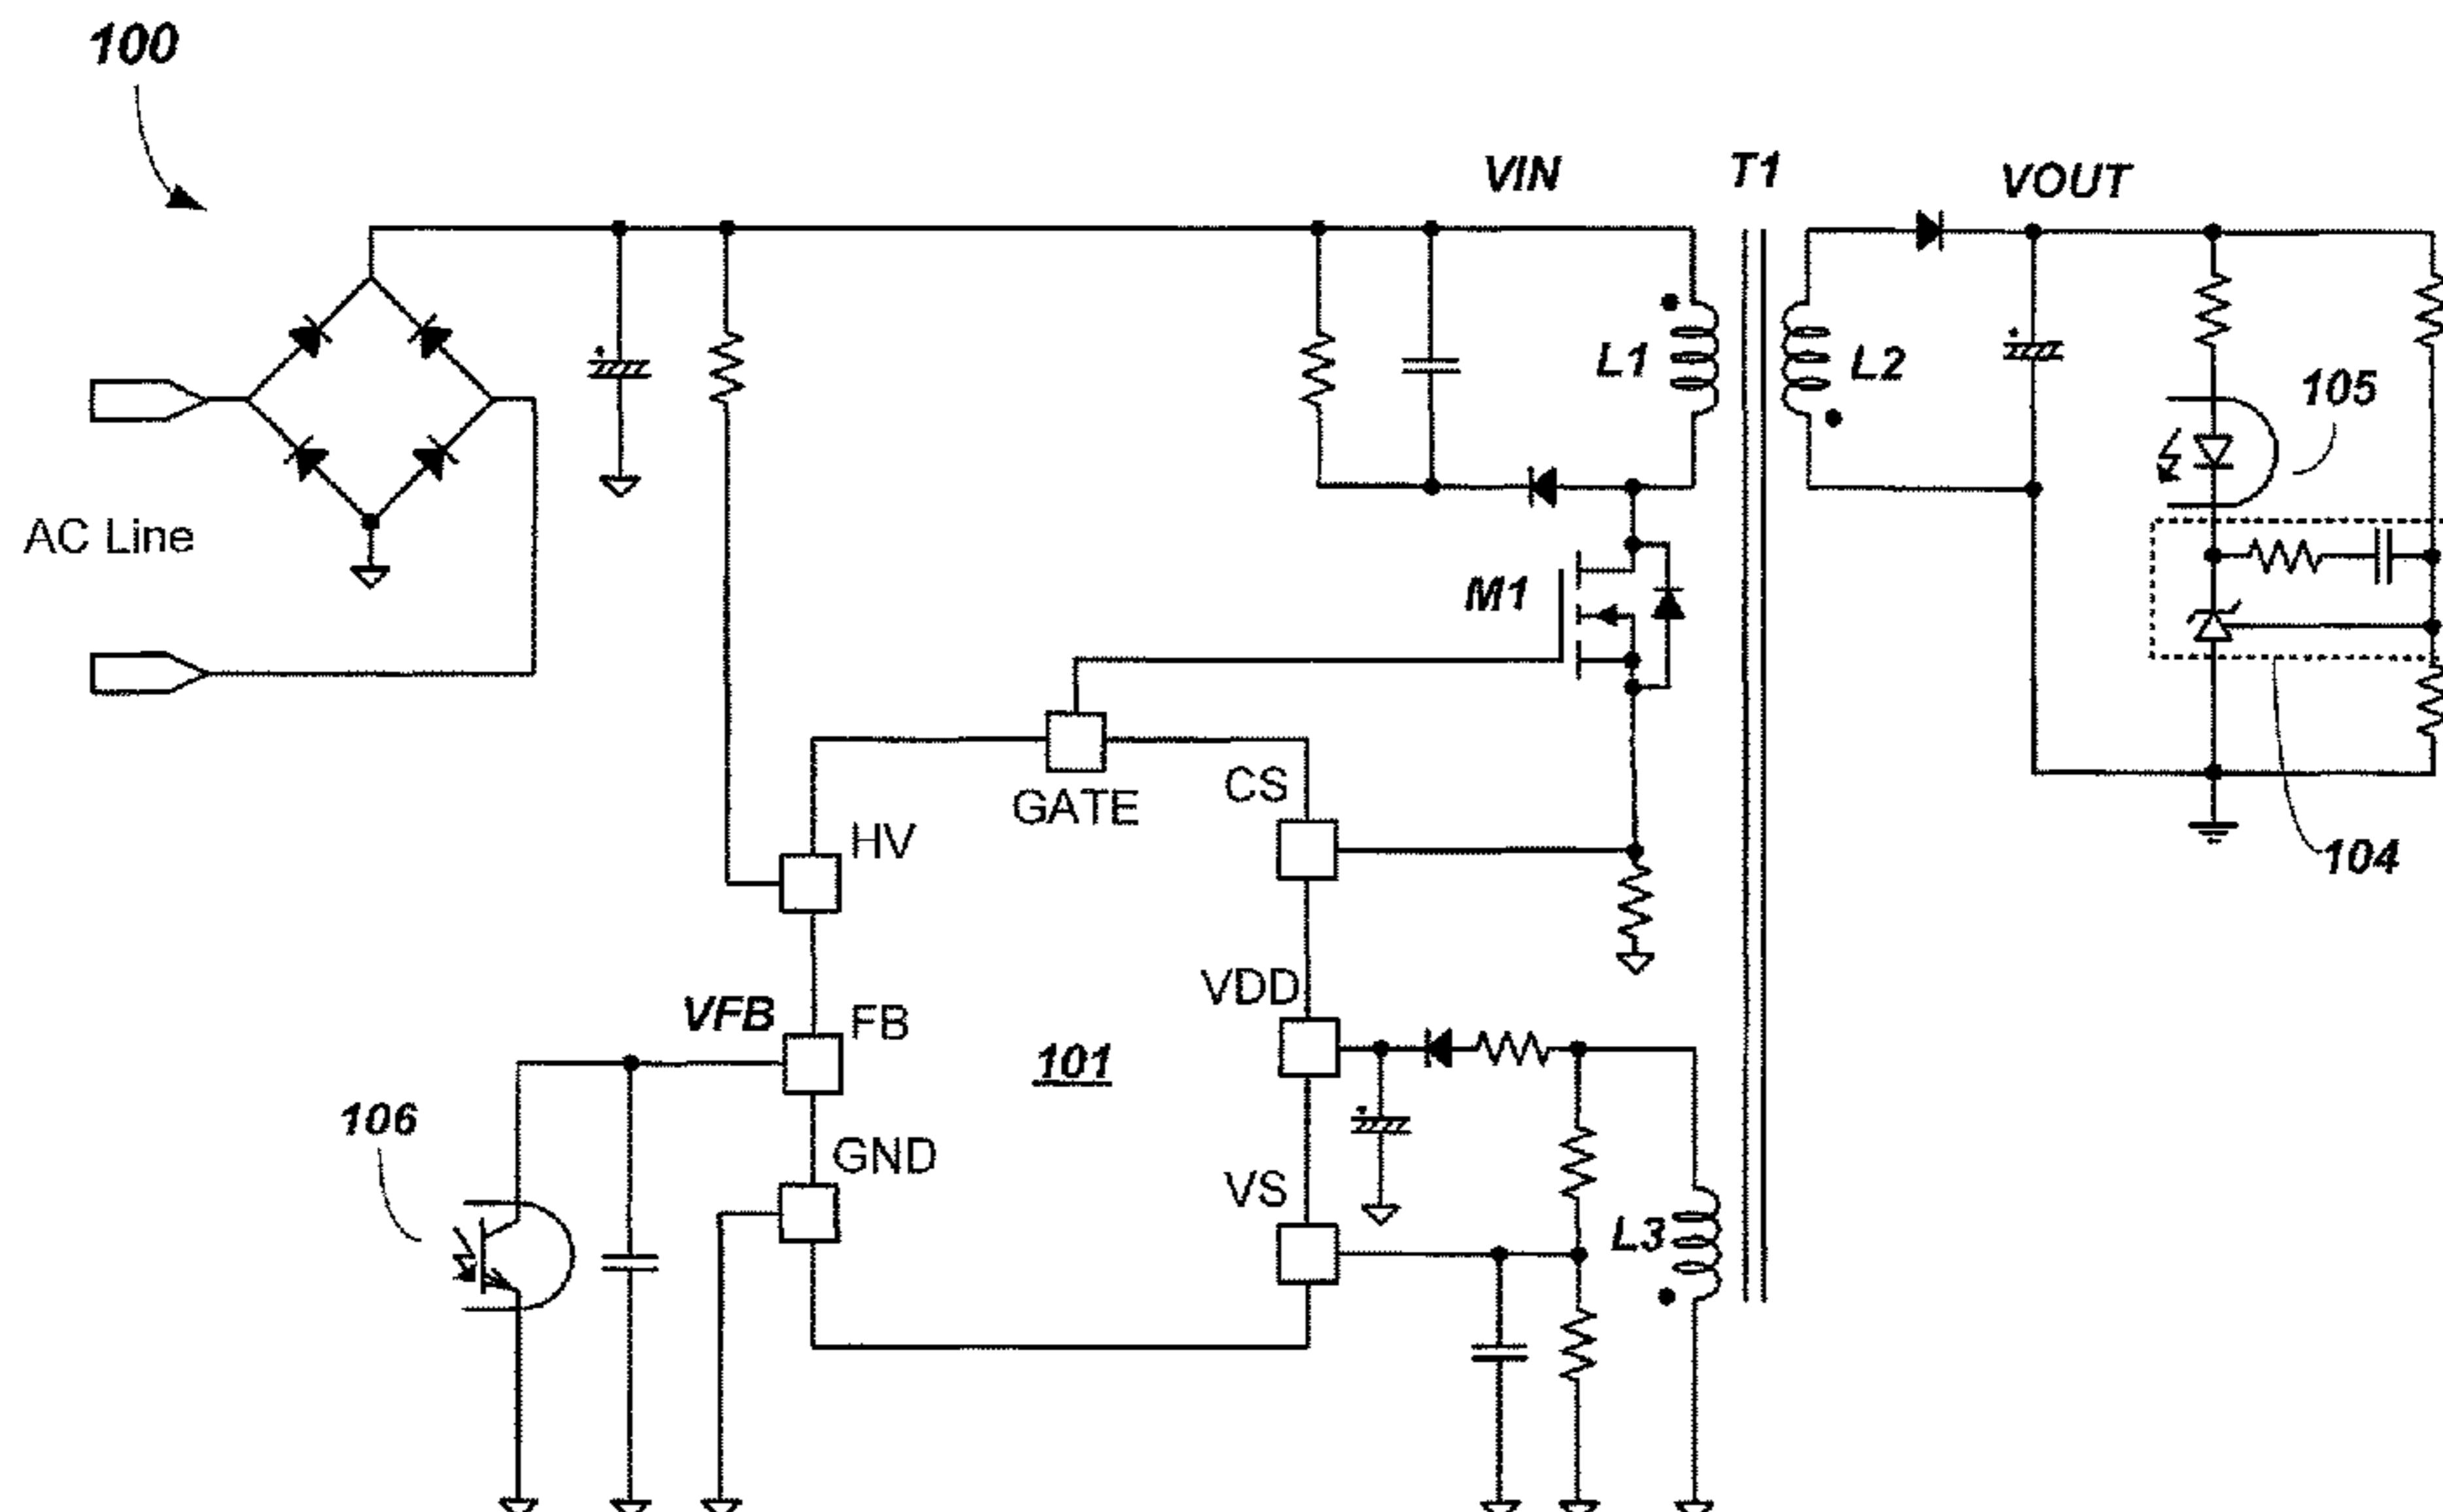 100
VIN
T1
VOUT
L1
L2
105
AC Line
M1
CS
GATE
HV
104
VDD
VFB
FB
101
106
GND
VS
L3